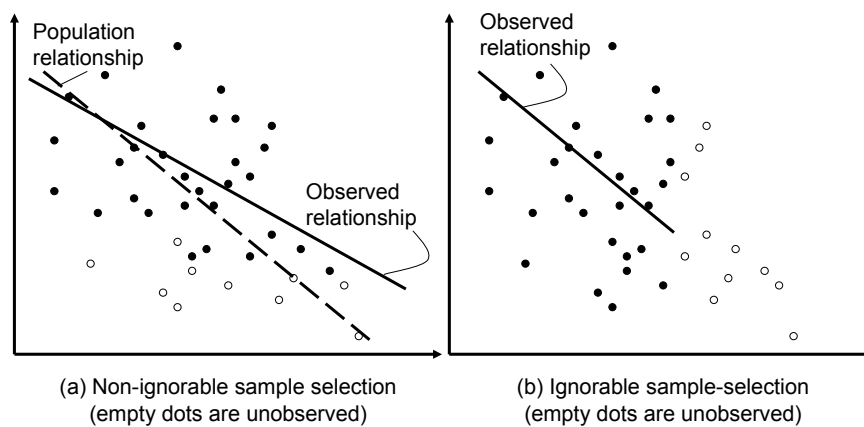 Population
relationship
Observed
relationship
(a) Non-ignorable sample selection
(empty dots are unobserved)
Observed
relationship
(b) Ignorable sample-selection
(empty dots are unobserved)